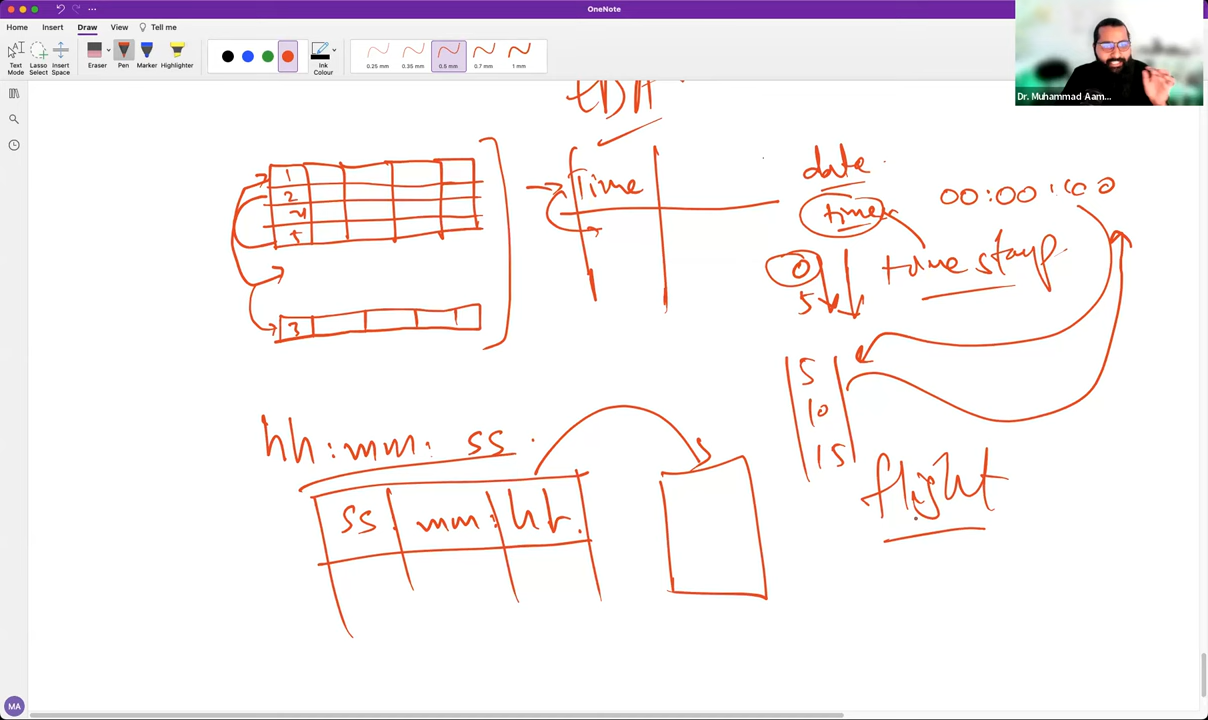 OneNote
Home Insert Draw View Tell me
Text Mode
Lasso Select
Insert Space
Eraser
Pen
Marker
Highlighter
Ink Colour
0.25 mm
0.35 mm
0.5 mm
0.7 mm
1 mm
Dr. Muhammad Aam...
EDA
1
2
4
5
3
Time
date
time
00:00:00
time stamp
0
5
5
10
15
flight
hh:mm:ss
ss
mm:
hh
MA